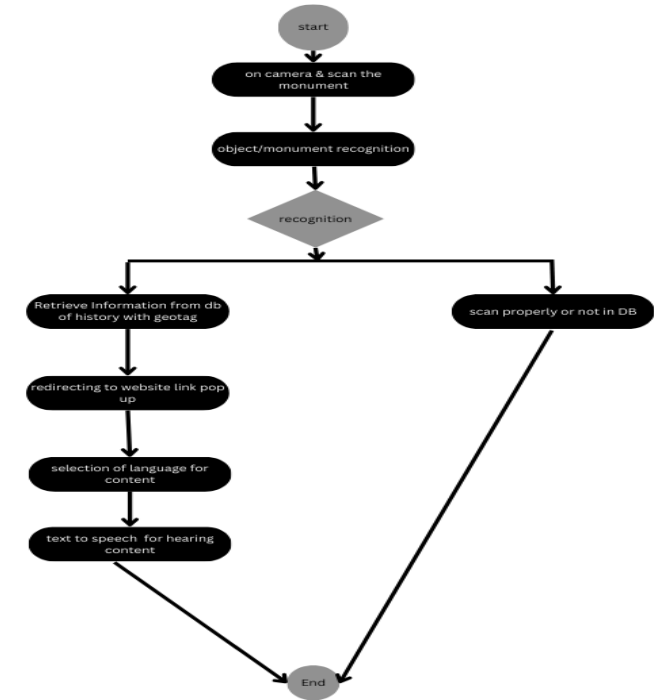 start
on camera & scan the
monument
object/monument recognition
recognition
Retrieve Information from db
of history with geotag
scan properly or not in DB
redirecting to website link pop
up
selection of language for
content
text to speech for hearing
content
End